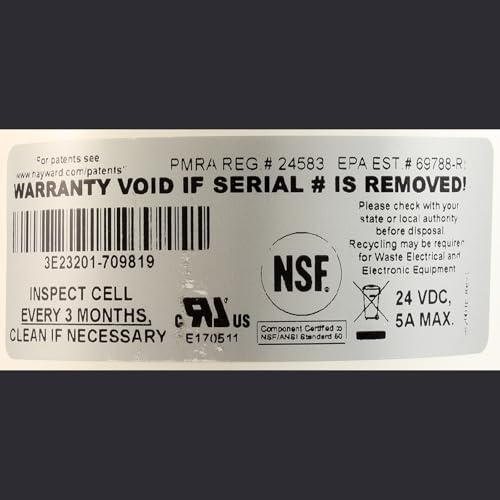 For patents see
www.hayward.com/patents
PMRA REG.# 24583 EPA EST.# 69788-R
WARRANTY VOID IF SERIAL # IS REMOVED!
3E23201-709819
INSPECT CELL
EVERY 3 MONTHS,
CLEAN IF NECESSARY
C RU US
E170511
NSF.
Component Certified to
NSF/ANSI Standard 50
Please check with your
state or local authority
before disposal.
Recycling may be required
for Waste Electrical and
Electronic Equipment
24 VDC,
5A MAX.